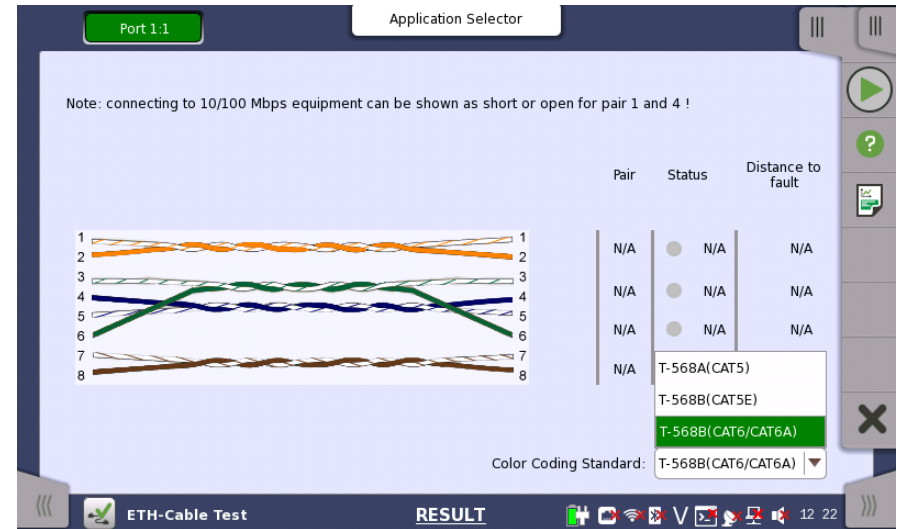 Port 1:1
Application Selector
Note: connecting to 10/100 Mbps equipment can be shown as short or open for pair 1 and 4 !
Pair Status Distance to
fault
1 1
2 2
3 3
4 4
5 5
6 6
7 7
8 8
N/A N/A N/A
N/A N/A N/A
N/A N/A N/A
N/A
T-568A(CAT5)
T-568B(CAT5E)
T-568B(CAT6/CAT6A)
Color Coding Standard: T-568B(CAT6/CAT6A)
ETH-Cable Test RESULT V 12 22